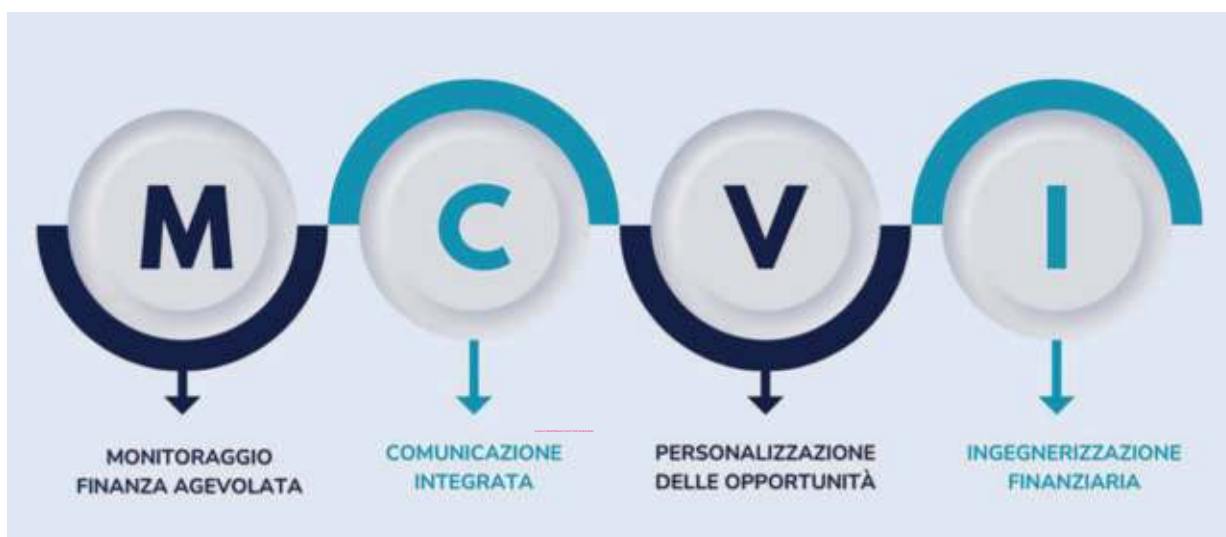 M
C
V
I
MONITORAGGIO
FINANZA AGEVOLATA
COMUNICAZIONE
INTEGRATA
PERSONALIZZAZIONE
DELLE OPPORTUNITÀ
INGEGNERIZZAZIONE
FINANZIARIA